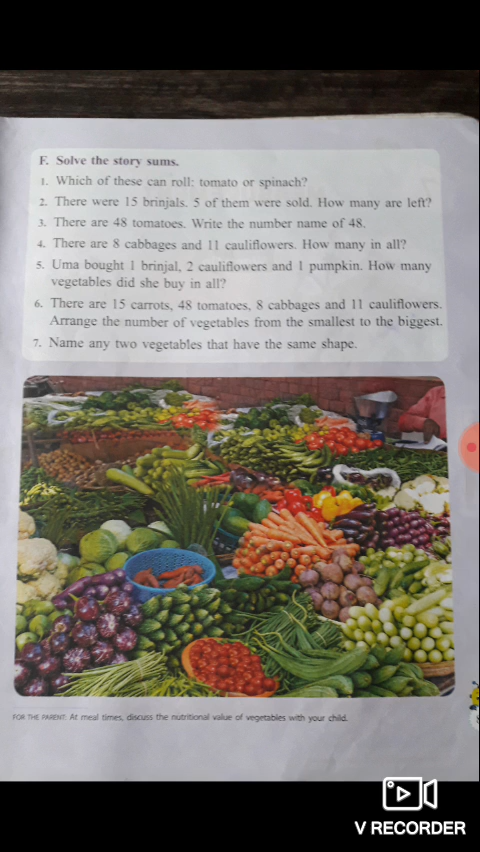 F. Solve the story sums.
1. Which of these can roll: tomato or spinach?
2. There were 15 brinjals. 5 of them were sold. How many are left?
3. There are 48 tomatoes. Write the number name of 48.
4. There are 8 cabbages and 11 cauliflowers. How many in all?
5. Uma bought 1 brinjal, 2 cauliflowers and 1 pumpkin. How many
vegetables did she buy in all?
6. There are 15 carrots, 48 tomatoes, 8 cabbages and 11 cauliflowers.
Arrange the number of vegetables from the smallest to the biggest.
7. Name any two vegetables that have the same shape.
FOR THE PARENT: At meal times, discuss the nutritional value of vegetables with your child.
V RECORDER